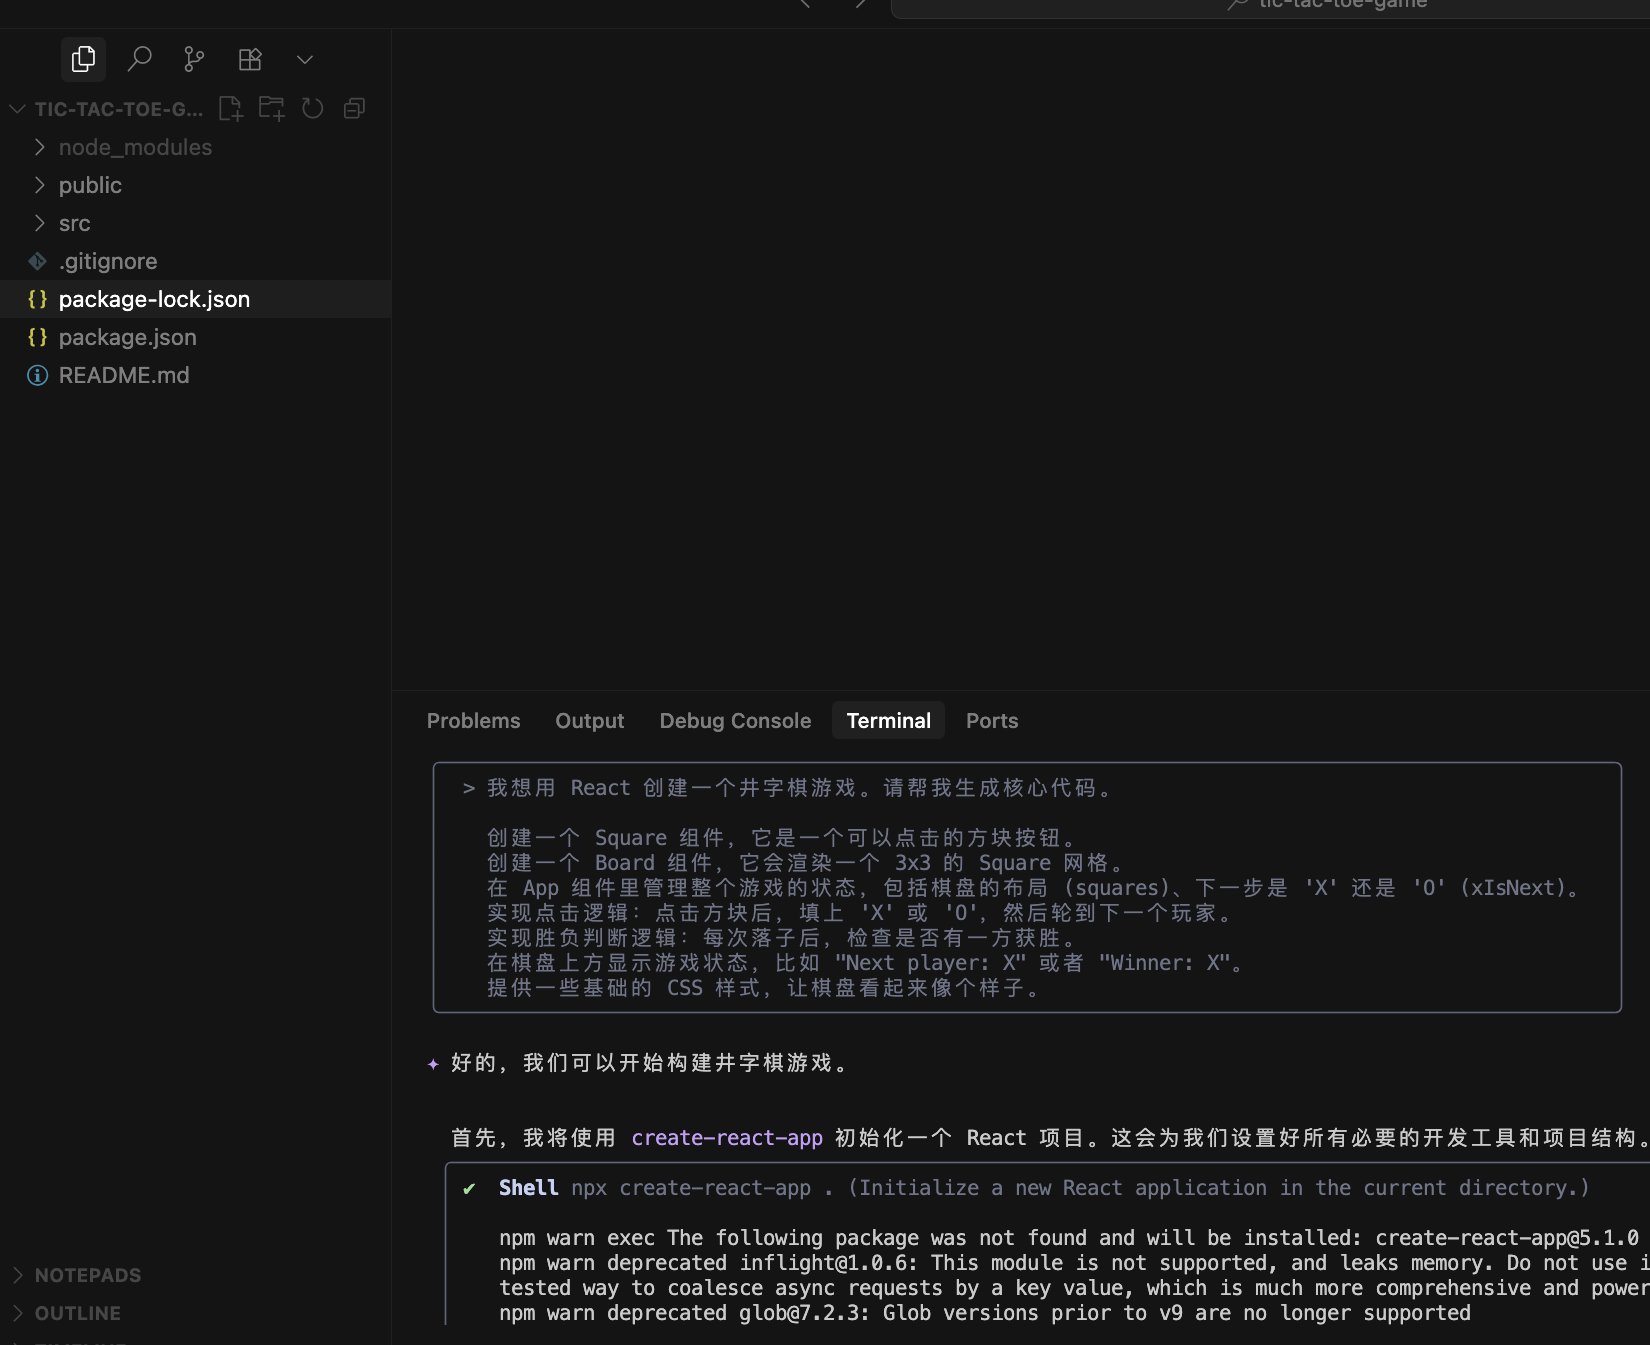 tic-tac-toe-game
TIC-TAC-TOE-G...
node_modules
public
src
.gitignore
package-lock.json
package.json
README.md
NOTEPADS
OUTLINE
Problems Output Debug Console Terminal Ports
> 我想用 React 创建一个井字棋游戏。请帮我生成核心代码。
创建一个 Square 组件，它是一个可以点击的方块按钮。
创建一个 Board 组件，它会渲染一个 3x3 的 Square 网格。
在 App 组件里管理整个游戏的状态，包括棋盘的布局 (squares)、下一步是 'X' 还是 'O' (xIsNext)。
实现点击逻辑：点击方块后，填上 'X' 或 'O'，然后轮到下一个玩家。
实现胜负判断逻辑：每次落子后，检查是否有一方获胜。
在棋盘上方显示游戏状态，比如 "Next player: X" 或者 "Winner: X"。
提供一些基础的 CSS 样式，让棋盘看起来像个样子。
✦ 好的，我们可以开始构建井字棋游戏。
首先，我将使用 create-react-app 初始化一个 React 项目。这会为我们设置好所有必要的开发工具和项目结构。
✔ Shell npx create-react-app . (Initialize a new React application in the current directory.)
npm warn exec The following package was not found and will be installed: create-react-app@5.1.0
npm warn deprecated inflight@1.0.6: This module is not supported, and leaks memory. Do not use i
tested way to coalesce async requests by a key value, which is much more comprehensive and power
npm warn deprecated glob@7.2.3: Glob versions prior to v9 are no longer supported